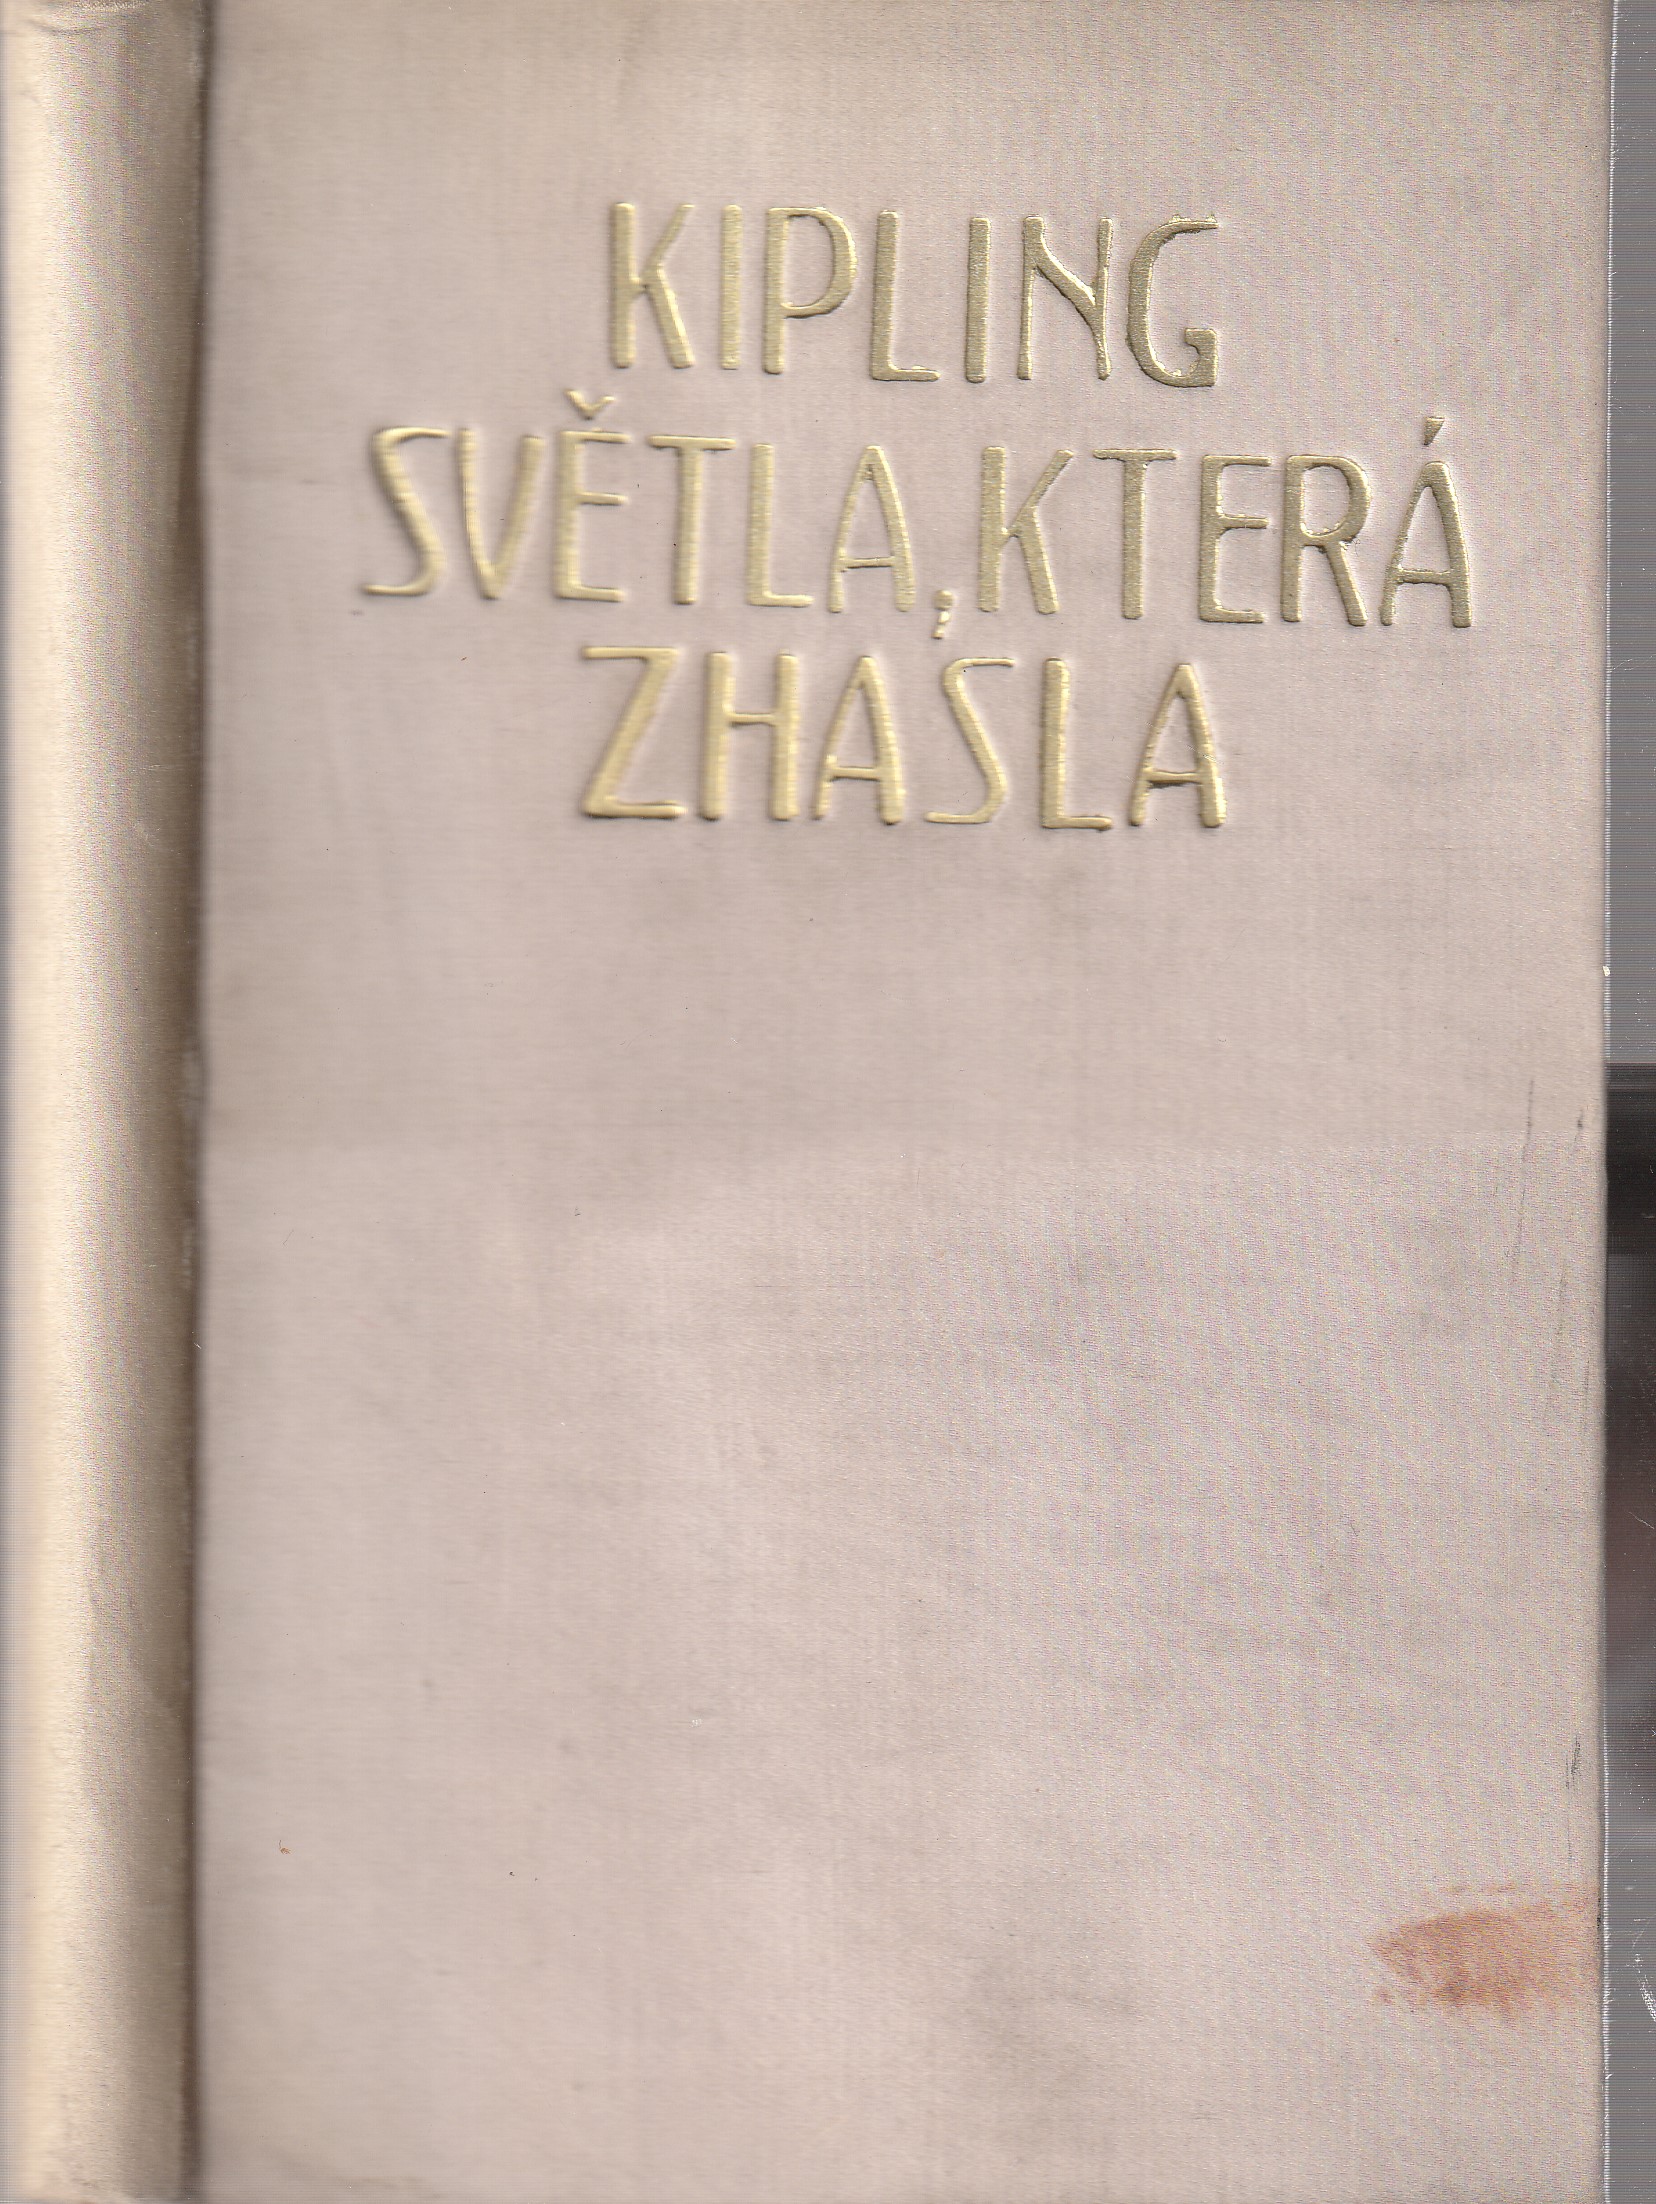 KIPLING
SVĚTLA, KTERÁ
ZHASLA